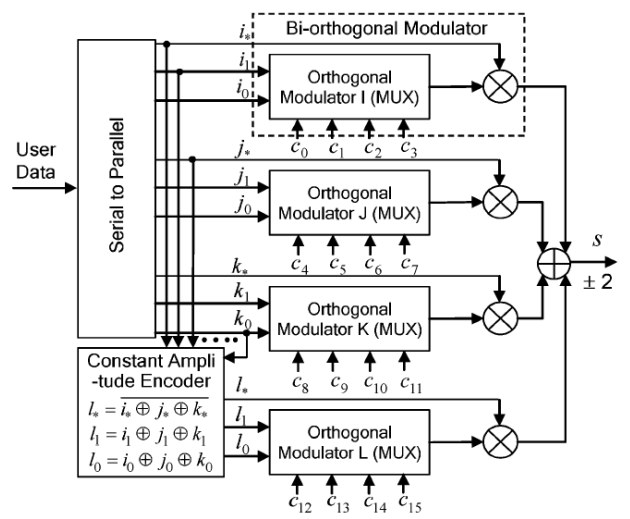 Bi-orthogonal Modulator
i*
i1
i0
Orthogonal
Modulator I (MUX)
c0 c1 c2 c3
User
Data
Serial to Parallel
j*
j1
j0
Orthogonal
Modulator J (MUX)
c4 c5 c6 c7
s
± 2
k*
k1
k0
Orthogonal
Modulator K (MUX)
c8 c9 c10 c11
Constant Ampli
-tude Encoder
l* = \overline{i* ⊕ j* ⊕ k*}
l1 = i1 ⊕ j1 ⊕ k1
l0 = i0 ⊕ j0 ⊕ k0
l*
l1
l0
Orthogonal
Modulator L (MUX)
c12 c13 c14 c15